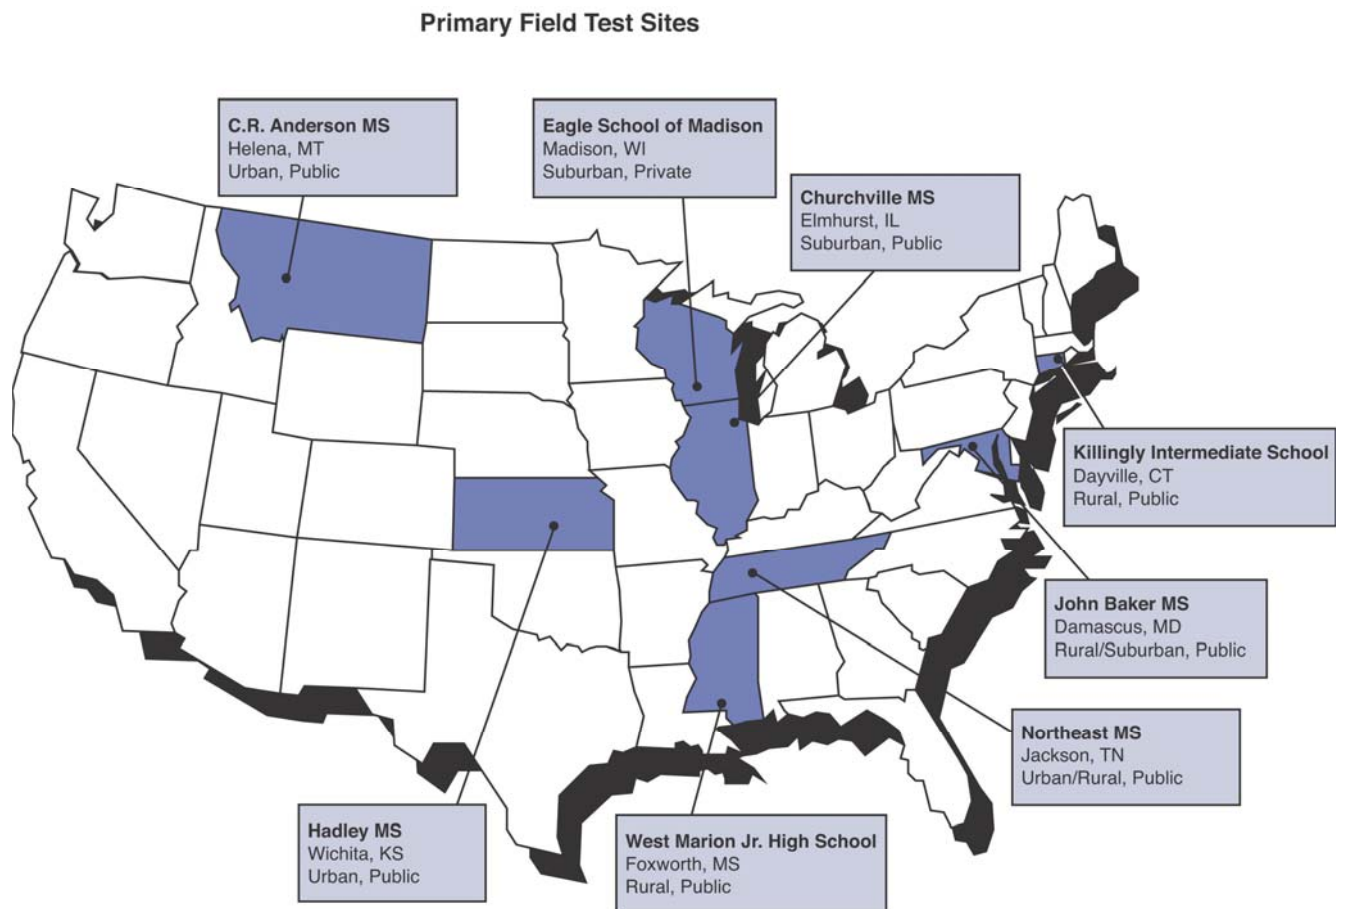 Primary Field Test Sites
C.R. Anderson MS
Helena, MT
Urban, Public
Eagle School of Madison
Madison, WI
Suburban, Private
Churchville MS
Elmhurst, IL
Suburban, Public
Killingly Intermediate School
Dayville, CT
Rural, Public
John Baker MS
Damascus, MD
Rural/Suburban, Public
Northeast MS
Jackson, TN
Urban/Rural, Public
Hadley MS
Wichita, KS
Urban, Public
West Marion Jr. High School
Foxworth, MS
Rural, Public